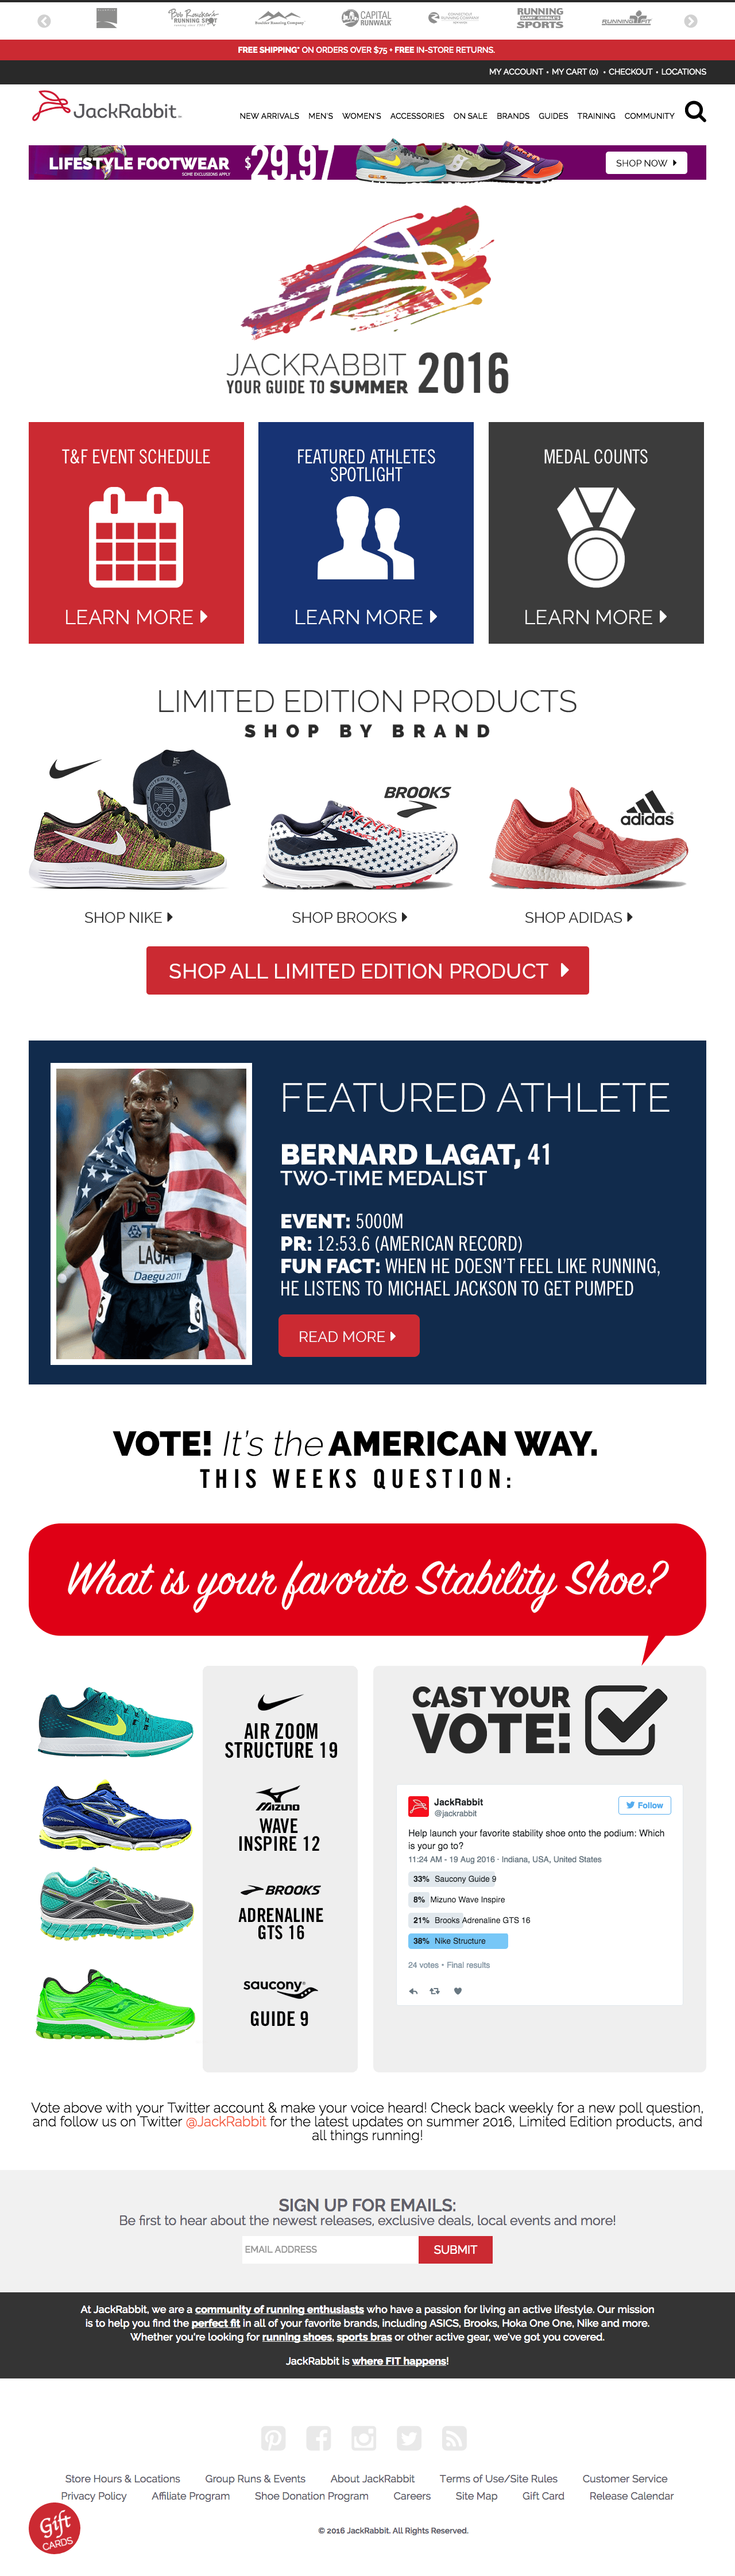 Bob Roncker's
RUNNING SPOT
Boulder Running Company
CAPITAL
RUNWALK
RUNNING
SPORTS
RUNNING FIT
FREE SHIPPING* ON ORDERS OVER $75 + FREE IN-STORE RETURNS.
MY ACCOUNT • MY CART (0) • CHECKOUT • LOCATIONS
JackRabbit
NEW ARRIVALS MEN'S WOMEN'S ACCESSORIES ON SALE BRANDS GUIDES TRAINING COMMUNITY
LIFESTYLE FOOTWEAR $29.97 SHOP NOW
SOME EXCLUSIONS APPLY
JACKRABBIT 2016
YOUR GUIDE TO SUMMER
T&F EVENT SCHEDULE
LEARN MORE
FEATURED ATHLETES
SPOTLIGHT
LEARN MORE
MEDAL COUNTS
LEARN MORE
LIMITED EDITION PRODUCTS
SHOP BY BRAND
BROOKS
adidas
SHOP NIKE
SHOP BROOKS
SHOP ADIDAS
SHOP ALL LIMITED EDITION PRODUCT
US
LAGAT
Daegu 2011
6
6
FEATURED ATHLETE
BERNARD LAGAT, 41
TWO-TIME MEDALIST
EVENT: 5000M
PR: 12:53.6 (AMERICAN RECORD)
FUN FACT: WHEN HE DOESN'T FEEL LIKE RUNNING,
HE LISTENS TO MICHAEL JACKSON TO GET PUMPED
READ MORE
VOTE! It's the AMERICAN WAY.
THIS WEEKS QUESTION:
What is your favorite Stability Shoe?
AIR ZOOM
STRUCTURE 19
MIZUNO
WAVE
INSPIRE 12
BROOKS
ADRENALINE
GTS 16
saucony
GUIDE 9
CAST YOUR
VOTE!
JackRabbit
@jackrabbit
Follow
Help launch your favorite stability shoe onto the podium: Which
is your go to?
11:24 AM - 19 Aug 2016 · Indiana, USA, United States
33% Saucony Guide 9
8% Mizuno Wave Inspire
21% Brooks Adrenaline GTS 16
38% Nike Structure
24 votes • Final results
Vote above with your Twitter account & make your voice heard! Check back weekly for a new poll question,
and follow us on Twitter @JackRabbit for the latest updates on summer 2016, Limited Edition products, and
all things running!
SIGN UP FOR EMAILS:
Be first to hear about the newest releases, exclusive deals, local events and more!
EMAIL ADDRESS
SUBMIT
At JackRabbit, we are a community of running enthusiasts who have a passion for living an active lifestyle. Our mission
is to help you find the perfect fit in all of your favorite brands, including ASICS, Brooks, Hoka One One, Nike and more.
Whether you're looking for running shoes, sports bras or other active gear, we've got you covered.
JackRabbit is where FIT happens!
Store Hours & Locations Group Runs & Events About JackRabbit Terms of Use/Site Rules Customer Service
Privacy Policy Affiliate Program Shoe Donation Program Careers Site Map Gift Card Release Calendar
Gift
CARDS
© 2016 JackRabbit. All Rights Reserved.